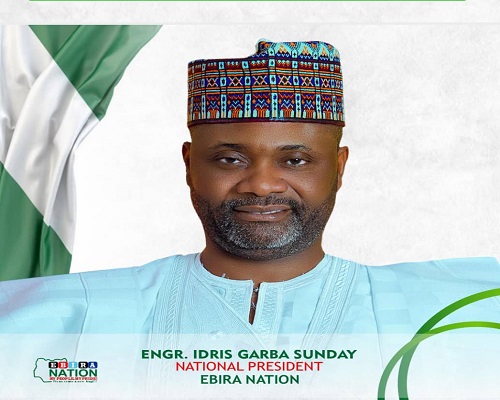 ENGR. IDRIS GARBA SUNDAY
NATIONAL PRESIDENT
EBIRA NATION
EBIRA
NATION